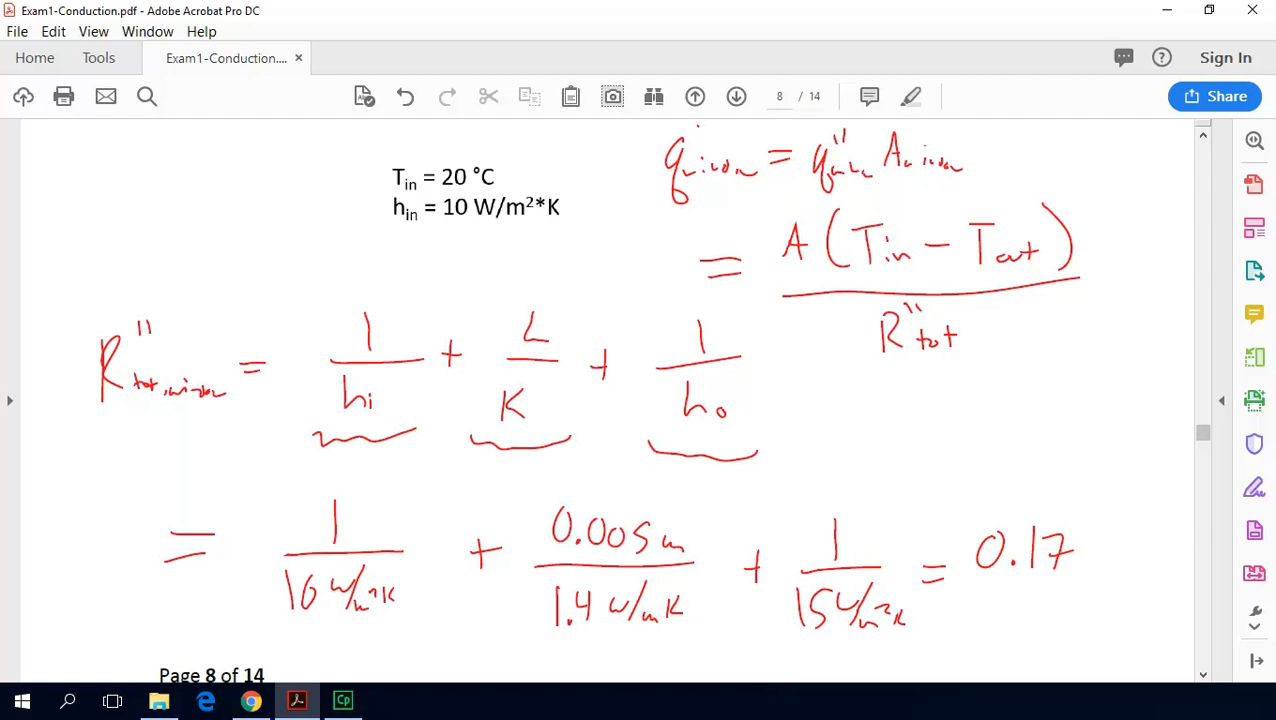 Exam1-Conduction.pdf - Adobe Acrobat Pro DC
File Edit View Window Help
Home Tools Exam1-Conduction.... × Sign In
8 / 14 Share
q = q'' A
T_in = 20 °C
h_in = 10 W/m²*K
= A (T_in - T_out) / R''_tot
R''_tot,window = 1/h_i + L/K + 1/h_o
= 1/10 W/m²K + 0.005m/1.4 W/mK + 1/15 W/m²K = 0.17
Page 8 of 14
Cp